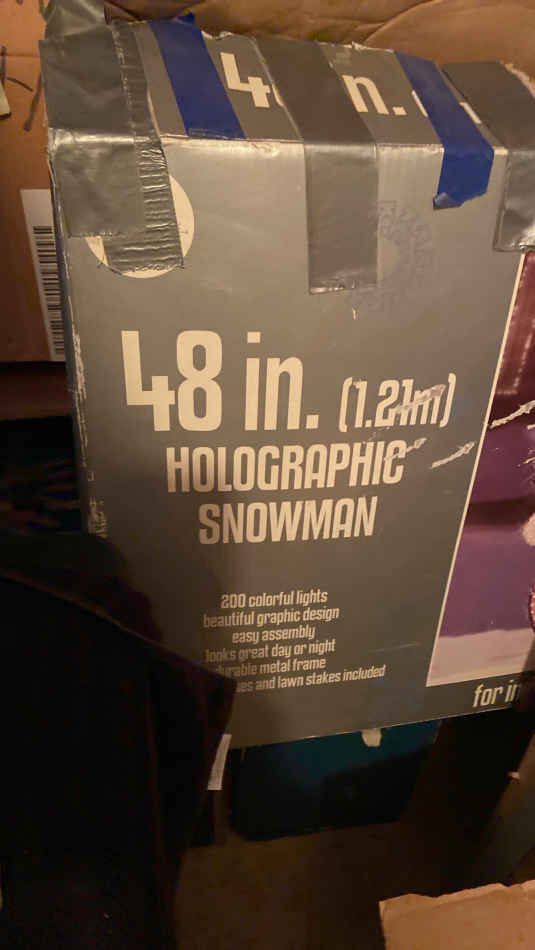 48 in. (1.21m)
HOLOGRAPHIC
SNOWMAN
200 colorful lights
beautiful graphic design
easy assembly
looks great day or night
durable metal frame
and lawn stakes included
for